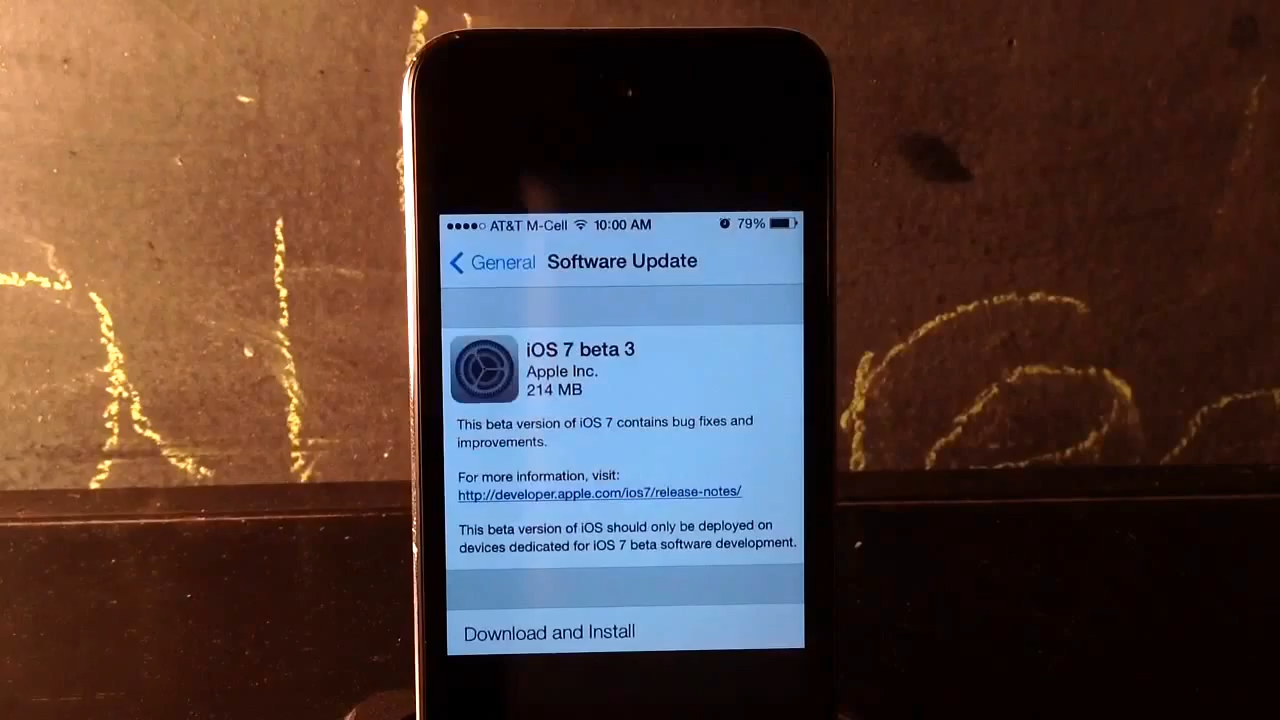 AT&T M-Cell 10:00 AM 79%
General Software Update
iOS 7 beta 3
Apple Inc.
214 MB
This beta version of iOS 7 contains bug fixes and
improvements.
For more information, visit:
http://developer.apple.com/ios7/release-notes/
This beta version of iOS should only be deployed on
devices dedicated for iOS 7 beta software development.
Download and Install